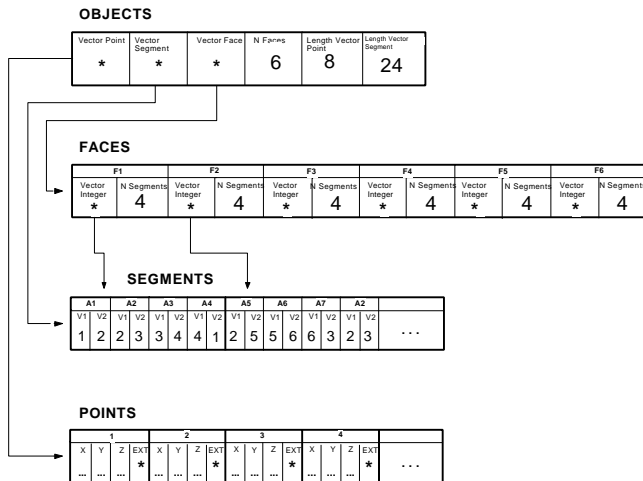 OBJECTS
Vector Point Vector Segment Vector Face N Faces Length Vector Point Length Vector Segment
* * * 6 8 24
FACES
F1 F2 F3 F4 F5 F6
Vector Integer N Segments Vector Integer N Segments Vector Integer N Segments Vector Integer N Segments Vector Integer N Segments Vector Integer N Segments
* 4 * 4 * 4 * 4 * 4 * 4
SEGMENTS
A1 A2 A3 A4 A5 A6 A7 A2
V1 V2 V1 V2 V1 V2 V1 V2 V1 V2 V1 V2 V1 V2 V1 V2
1 2 2 3 3 4 4 1 2 5 5 6 6 3 2 3 ...
POINTS
1 2 3 4
X Y Z EXT X Y Z EXT X Y Z EXT X Y Z EXT
... ... ... * ... ... ... * ... ... ... * ... ... ... * ...